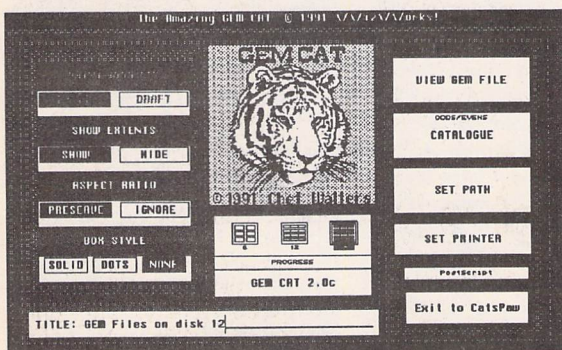 The Amazing GEM CAT © 1991
GEM CAT
DRAFT
SHOW EXTENTS
SHOW HIDE
ASPECT RATIO
PRESERVE IGNORE
BOX STYLE
SOLID DOTS NONE
© 1991 Chet Walters
6 12
PROGRESS
GEM CAT 2.0c
VIEW GEM FILE
ODDS/EVENS
CATALOGUE
SET PATH
SET PRINTER
PostScript
Exit to CatsPaw
TITLE: GEM Files on disk 12